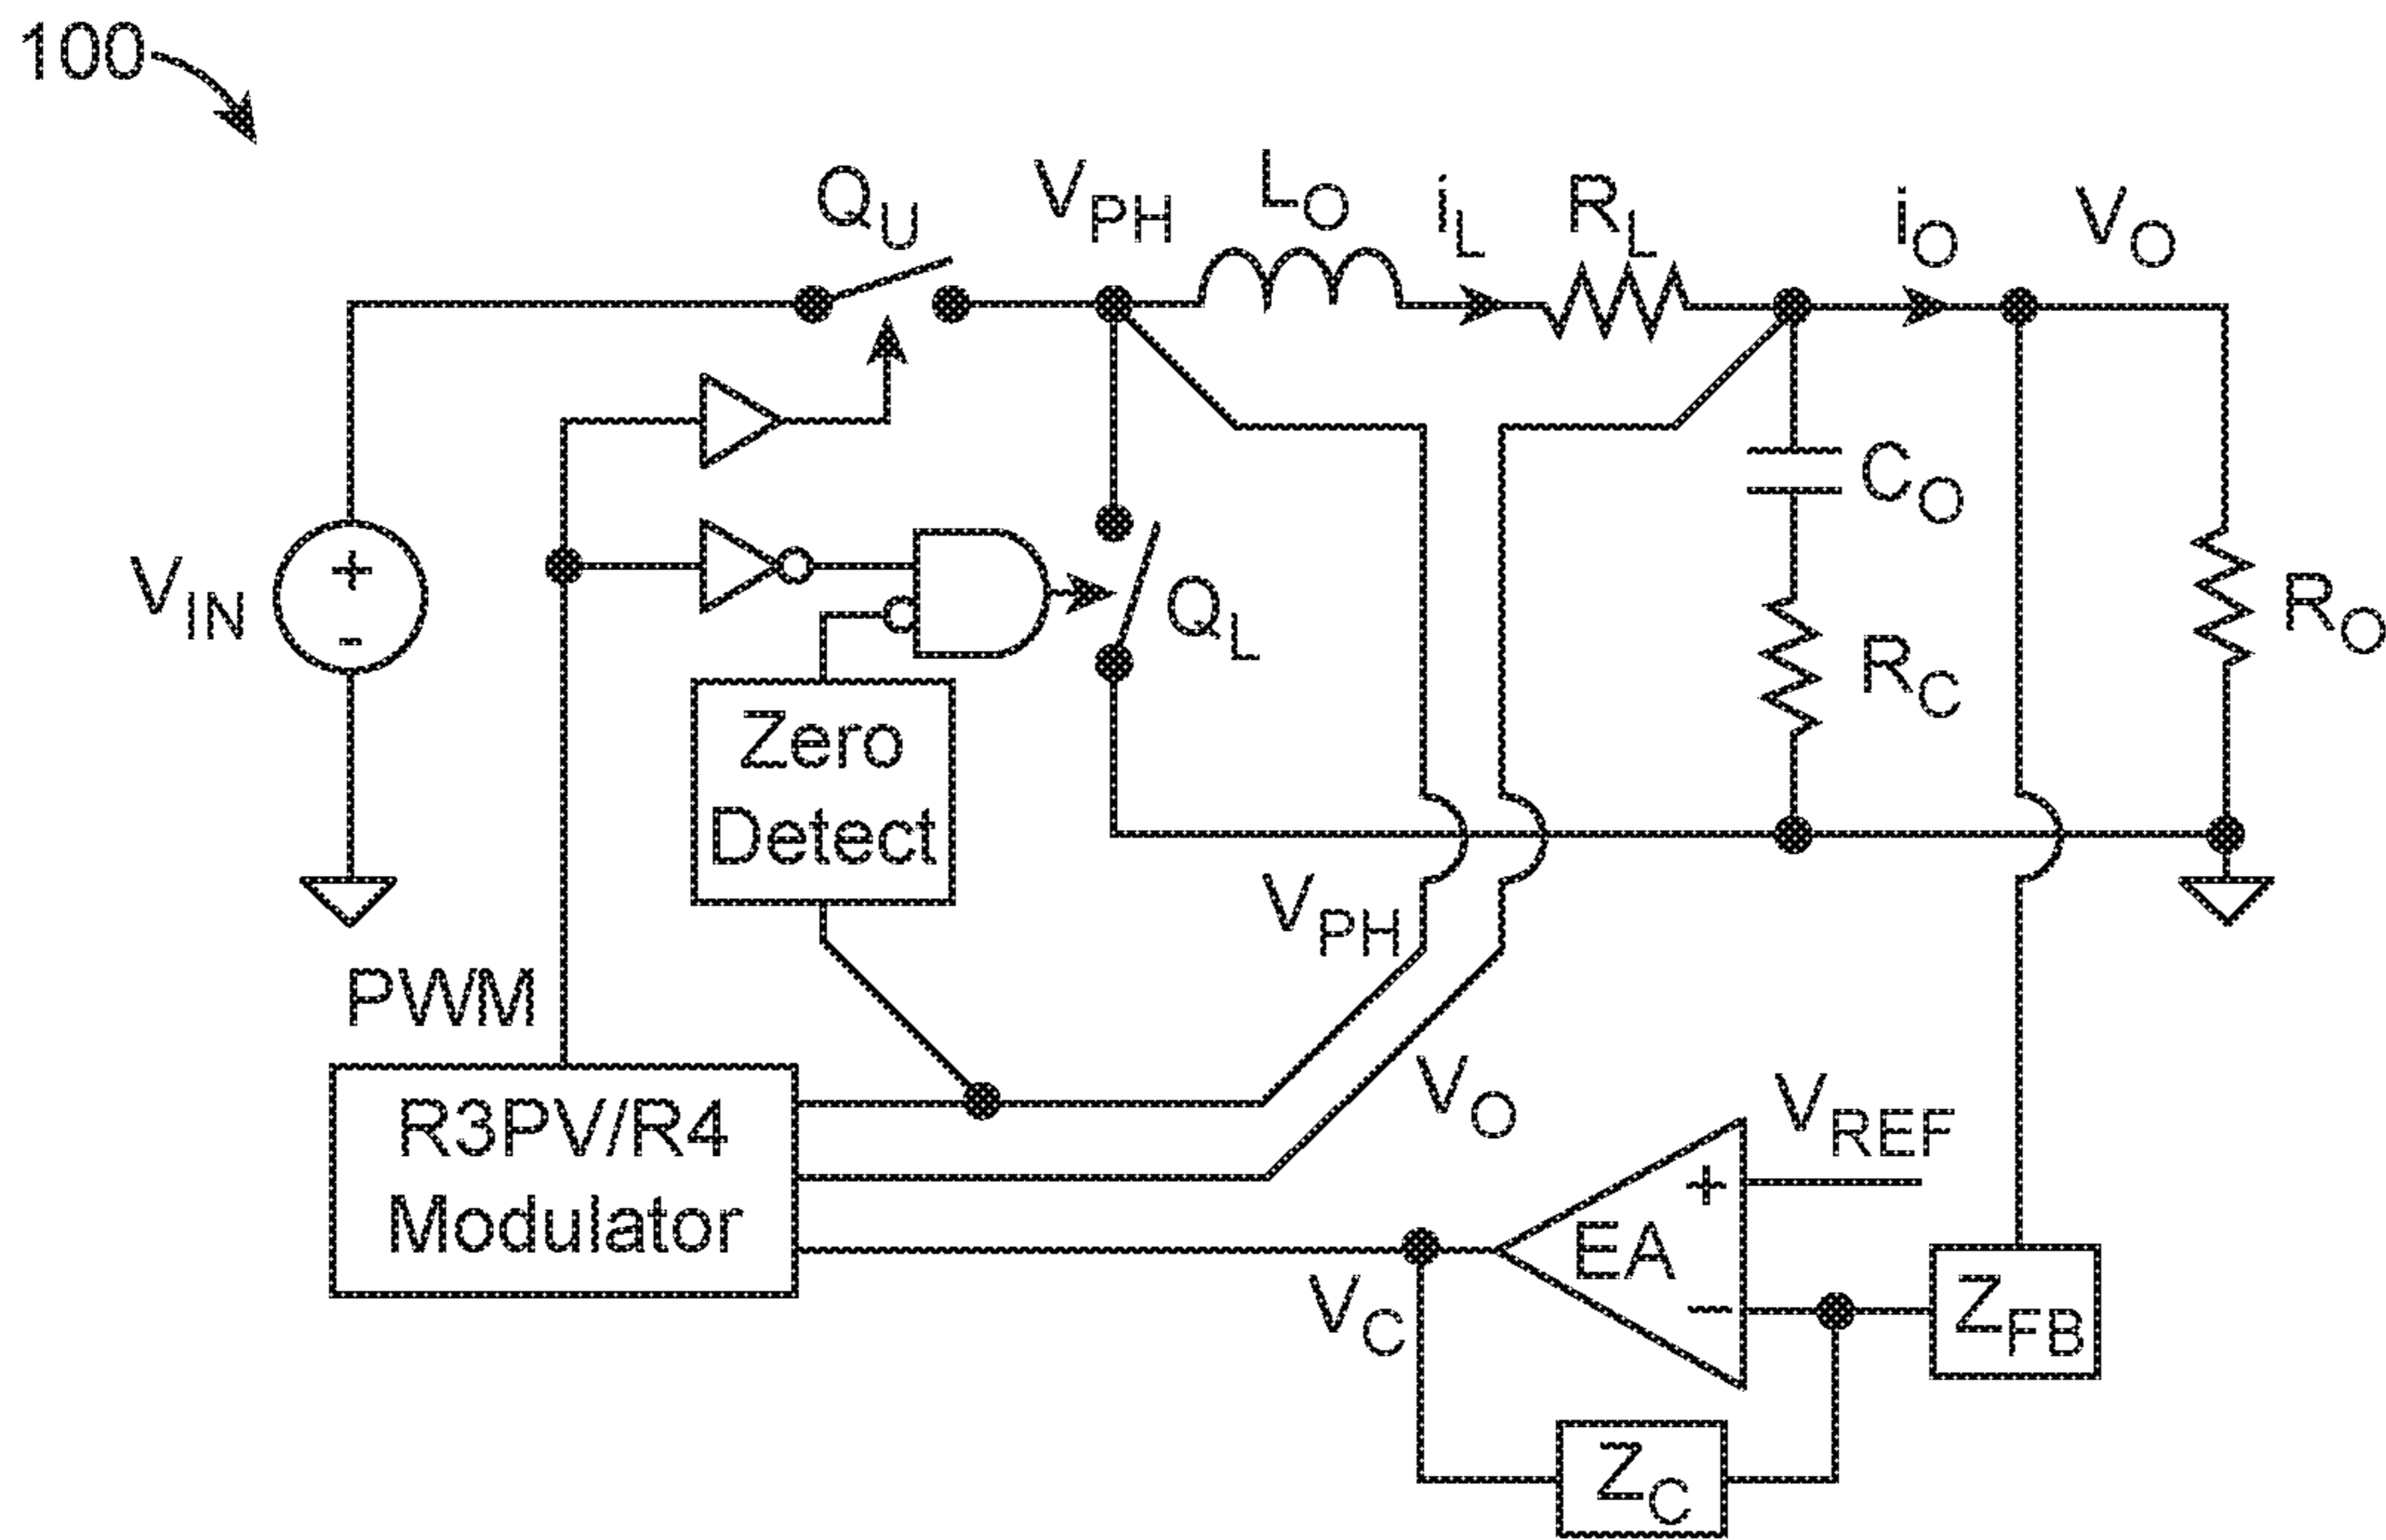 100
QU
VPH
LO
iL
RL
iO
VO
VIN
+
-
CO
QL
RC
RO
Zero
Detect
VPH
PWM
R3PV/R4
Modulator
VO
VREF
+
EA
-
VC
ZFB
ZC